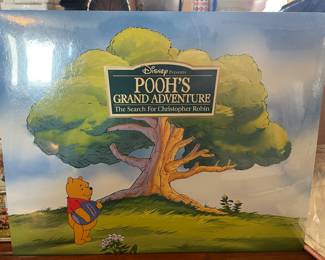 Disney Presents
POOH'S
GRAND ADVENTURE
The Search For Christopher Robin